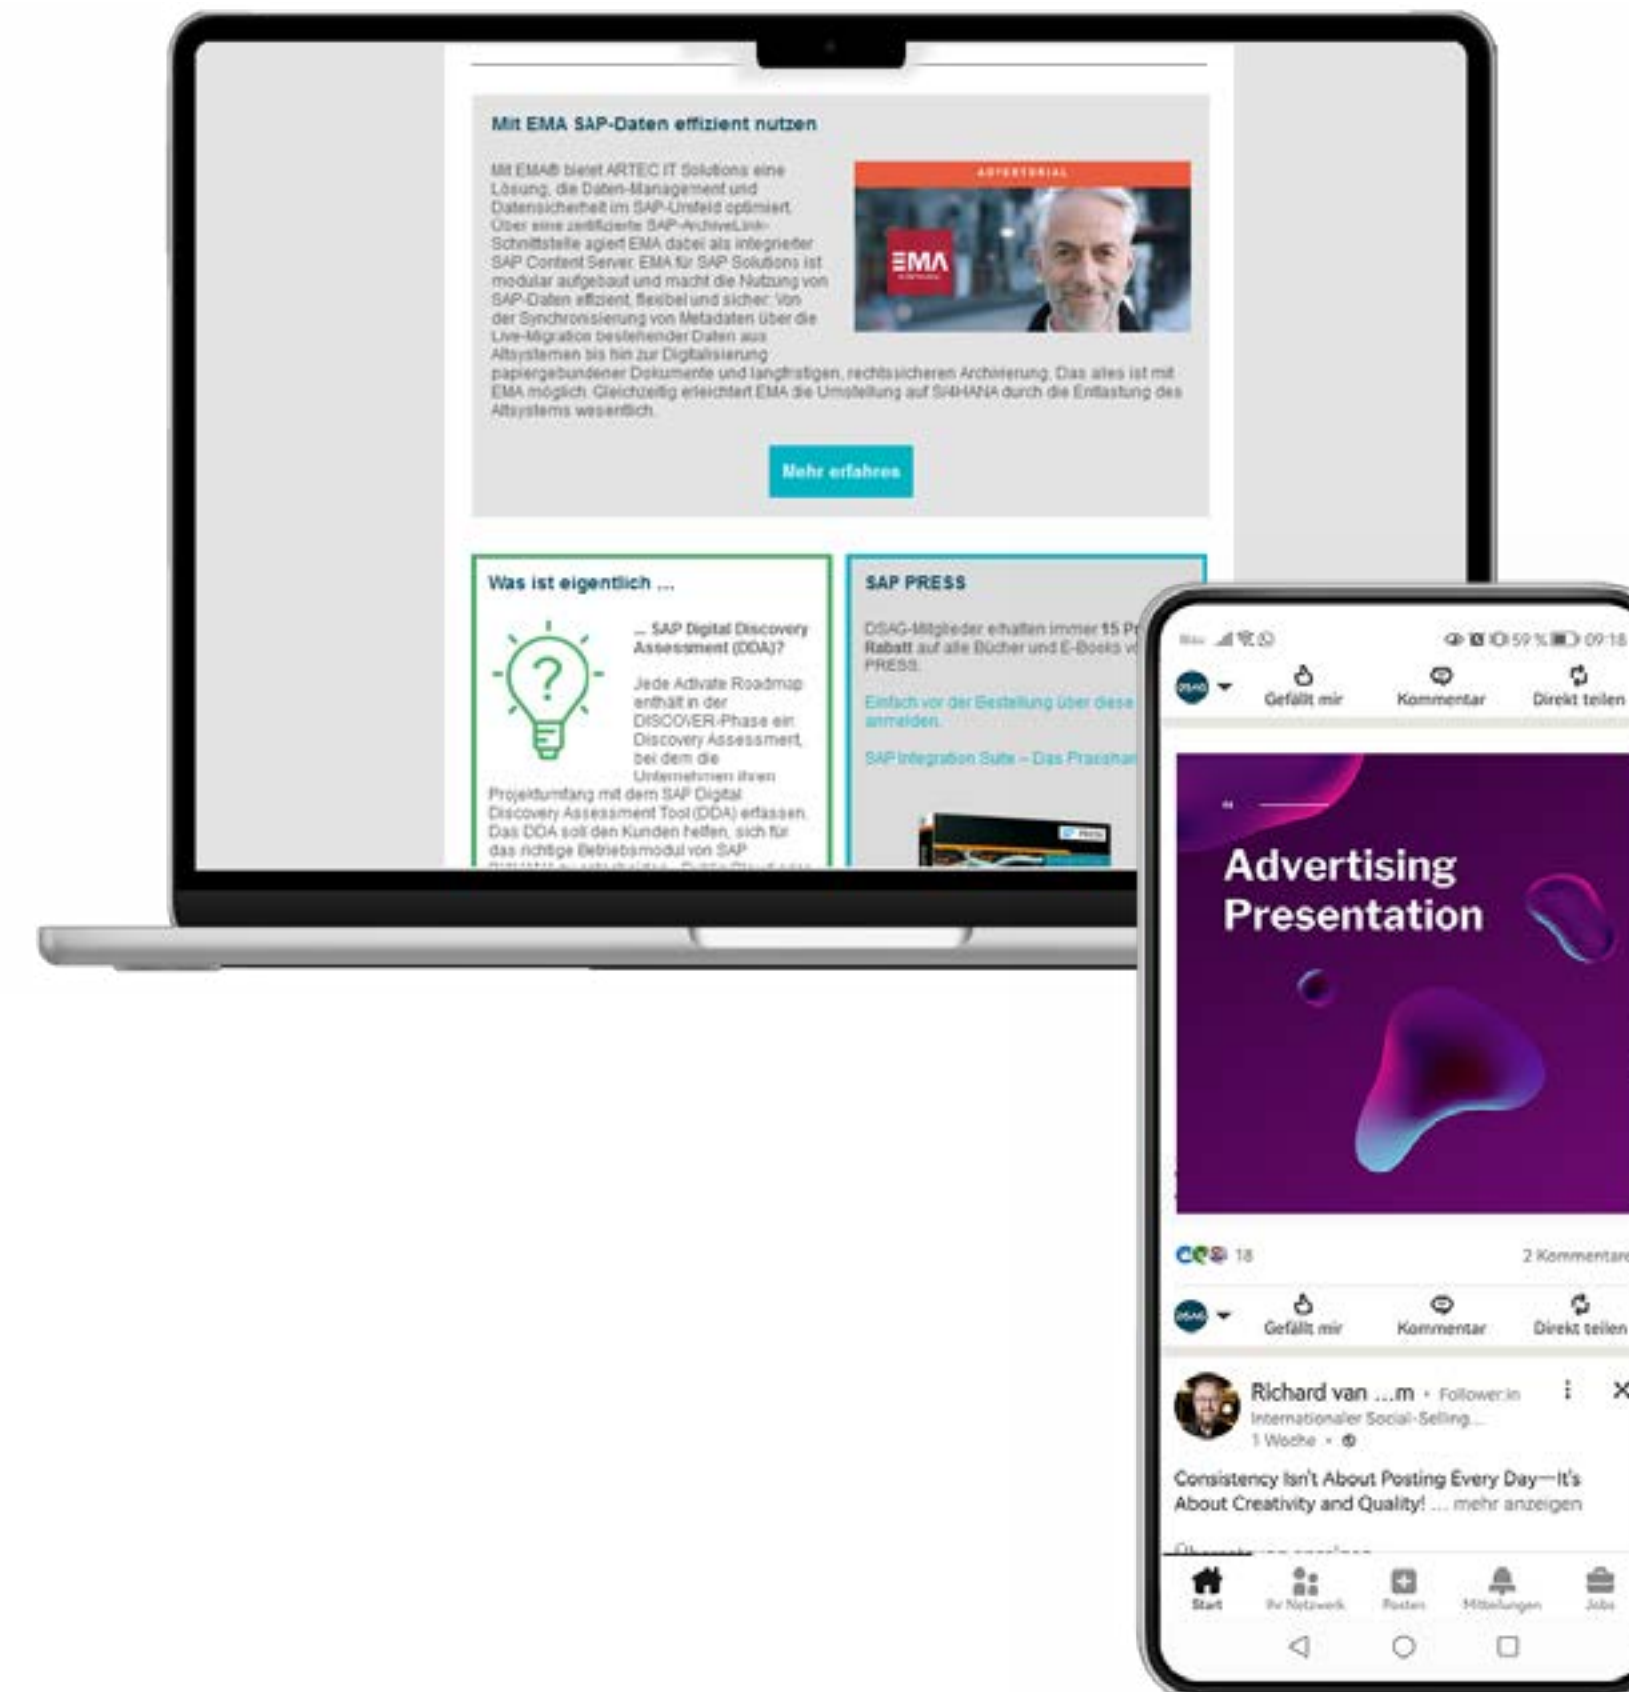 Mit EMA SAP-Daten effizient nutzen
Mit EMA® bietet ARTEC IT Solutions eine
Lösung, die Daten-Management und
Datensicherheit im SAP-Umfeld optimiert.
Über eine zertifizierte SAP-ArchiveLink-
Schnittstelle agiert EMA dabei als integrierter
SAP Content Server. EMA für SAP Solutions ist
modular aufgebaut und macht die Nutzung von
SAP-Daten effizient, flexibel und sicher: Von
der Synchronisierung von Metadaten über die
Live-Migration bestehender Daten aus
Altsystemen bis hin zur Digitalisierung
papiergebundener Dokumente und langfristigen, rechtssicheren Archivierung. Das alles ist mit
EMA möglich. Gleichzeitig erleichtert EMA die Umstellung auf S/4HANA durch die Entlastung des
Altsystems wesentlich.
ADVERTORIAL
EMA
Mehr erfahren
Was ist eigentlich ...
... SAP Digital Discovery
Assessment (DDA)?
Jede Activate Roadmap
enthält in der
DISCOVER-Phase ein
Discovery Assessment,
bei dem die
Unternehmen ihren
Projektumfang mit dem SAP Digital
Discovery Assessment Tool (DDA) erfassen.
Das DDA soll den Kunden helfen, sich für
das richtige Betriebsmodul von SAP
SAP PRESS
DSAG-Mitglieder erhalten immer 15 Pr
Rabatt auf alle Bücher und E-Books v
PRESS.
Einfach vor der Bestellung über diese
anmelden.
SAP Integration Suite – Das Praxishan
PRESS
59 % 09:18
DSAG
Gefällt mir
Kommentar
Direkt teilen
Advertising
Presentation
18
2 Kommentare
DSAG
Gefällt mir
Kommentar
Direkt teilen
Richard van ...m • Follower:in
Internationaler Social-Selling...
1 Woche •
Consistency Isn't About Posting Every Day—It's
About Creativity and Quality! ... mehr anzeigen
Start
Ihr Netzwerk
Posten
Mitteilungen
Jobs